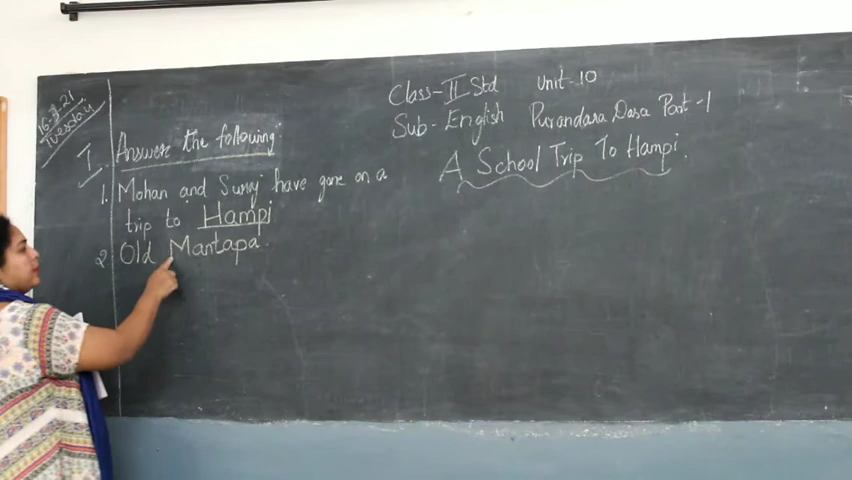 16-3-21
Tuesday
Class-II Std Unit-10
Sub-English Purandara Dasa Part-1
A School Trip To Hampi.
I. Answer the following:
1. Mohan and Suraj have gone on a
trip to Hampi
2. Old Mantapa.